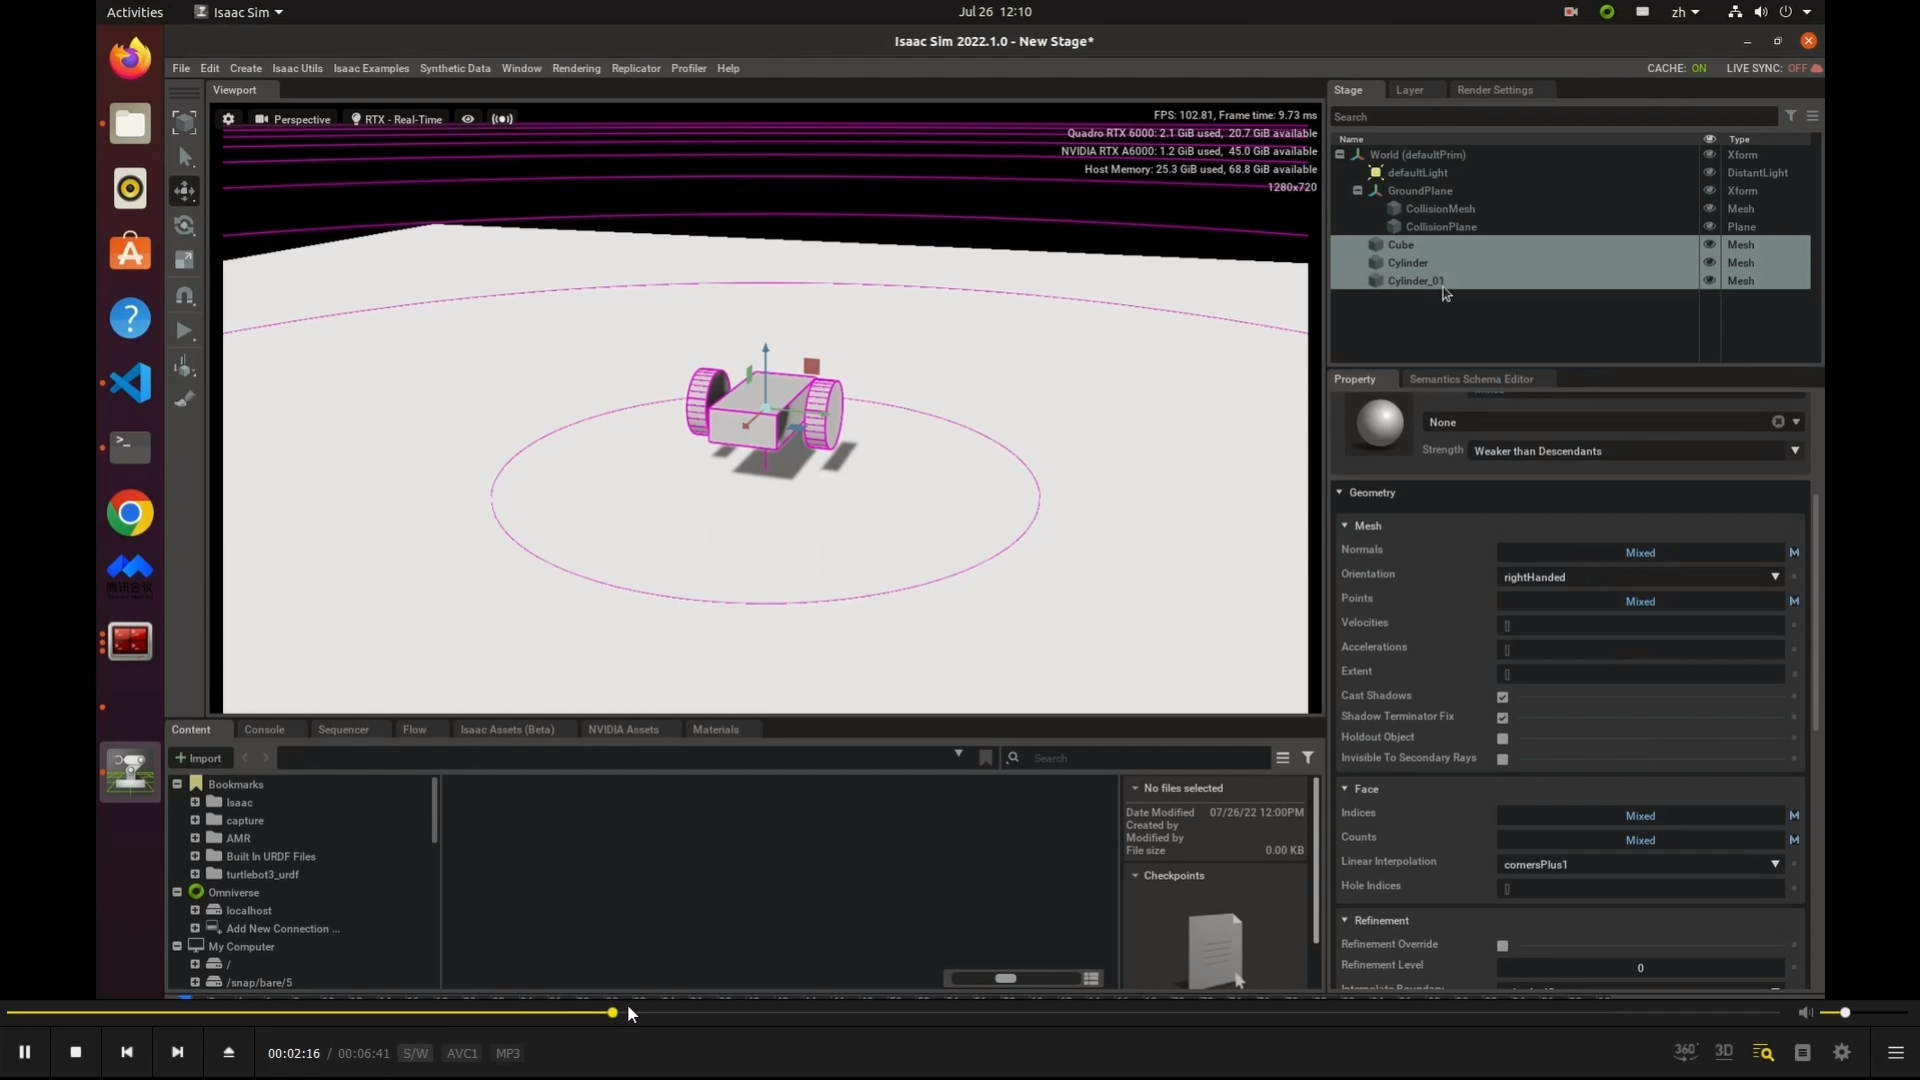 Activities
Isaac Sim
Jul 26 12:10
zh
Isaac Sim 2022.1.0 - New Stage*
File Edit Create Isaac Utils Isaac Examples Synthetic Data Window Rendering Replicator Profiler Help
CACHE: ON LIVE SYNC: OFF
Viewport
Perspective
RTX - Real-Time
FPS: 102.81, Frame time: 9.73 ms
Quadro RTX 6000: 2.1 GiB used, 20.7 GiB available
NVIDIA RTX A6000: 1.2 GiB used, 45.0 GiB available
Host Memory: 25.3 GiB used, 68.8 GiB available
1280x720
Stage Layer Render Settings
Search
Name Type
World (defaultPrim) Xform
defaultLight DistantLight
GroundPlane Xform
CollisionMesh Mesh
CollisionPlane Plane
Cube Mesh
Cylinder Mesh
Cylinder_01 Mesh
Property Semantics Schema Editor
None
Strength Weaker than Descendants
Geometry
Mesh
Normals Mixed M
Orientation rightHanded
Points Mixed M
Velocities []
Accelerations []
Extent []
Cast Shadows
Shadow Terminator Fix
Holdout Object
Invisible To Secondary Rays
Face
Indices Mixed M
Counts Mixed M
Linear Interpolation cornersPlus1
Hole Indices []
Refinement
Refinement Override
Refinement Level 0
腾讯会议
Content Console Sequencer Flow Isaac Assets (Beta) NVIDIA Assets Materials
Import
Search
Bookmarks
Isaac
capture
AMR
Built In URDF Files
turtlebot3_urdf
Omniverse
localhost
Add New Connection ...
My Computer
/
/snap/bare/5
No files selected
Date Modified 07/26/22 12:00PM
Created by
Modified by
File size 0.00 KB
Checkpoints
00:02:16 / 00:06:41 S/W AVC1 MP3
360° 3D